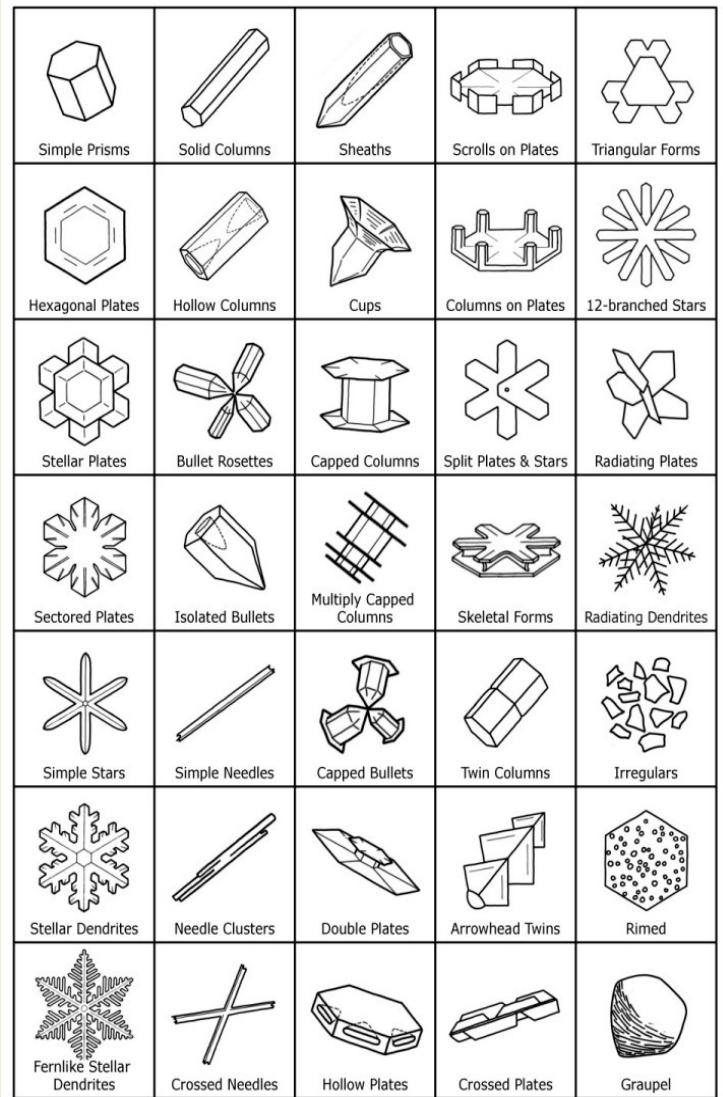 Simple Prisms
Solid Columns
Sheaths
Scrolls on Plates
Triangular Forms
Hexagonal Plates
Hollow Columns
Cups
Columns on Plates
12-branched Stars
Stellar Plates
Bullet Rosettes
Capped Columns
Split Plates & Stars
Radiating Plates
Sectored Plates
Isolated Bullets
Multiply Capped
Columns
Skeletal Forms
Radiating Dendrites
Simple Stars
Simple Needles
Capped Bullets
Twin Columns
Irregulars
Stellar Dendrites
Needle Clusters
Double Plates
Arrowhead Twins
Rimed
Fernlike Stellar
Dendrites
Crossed Needles
Hollow Plates
Crossed Plates
Graupel